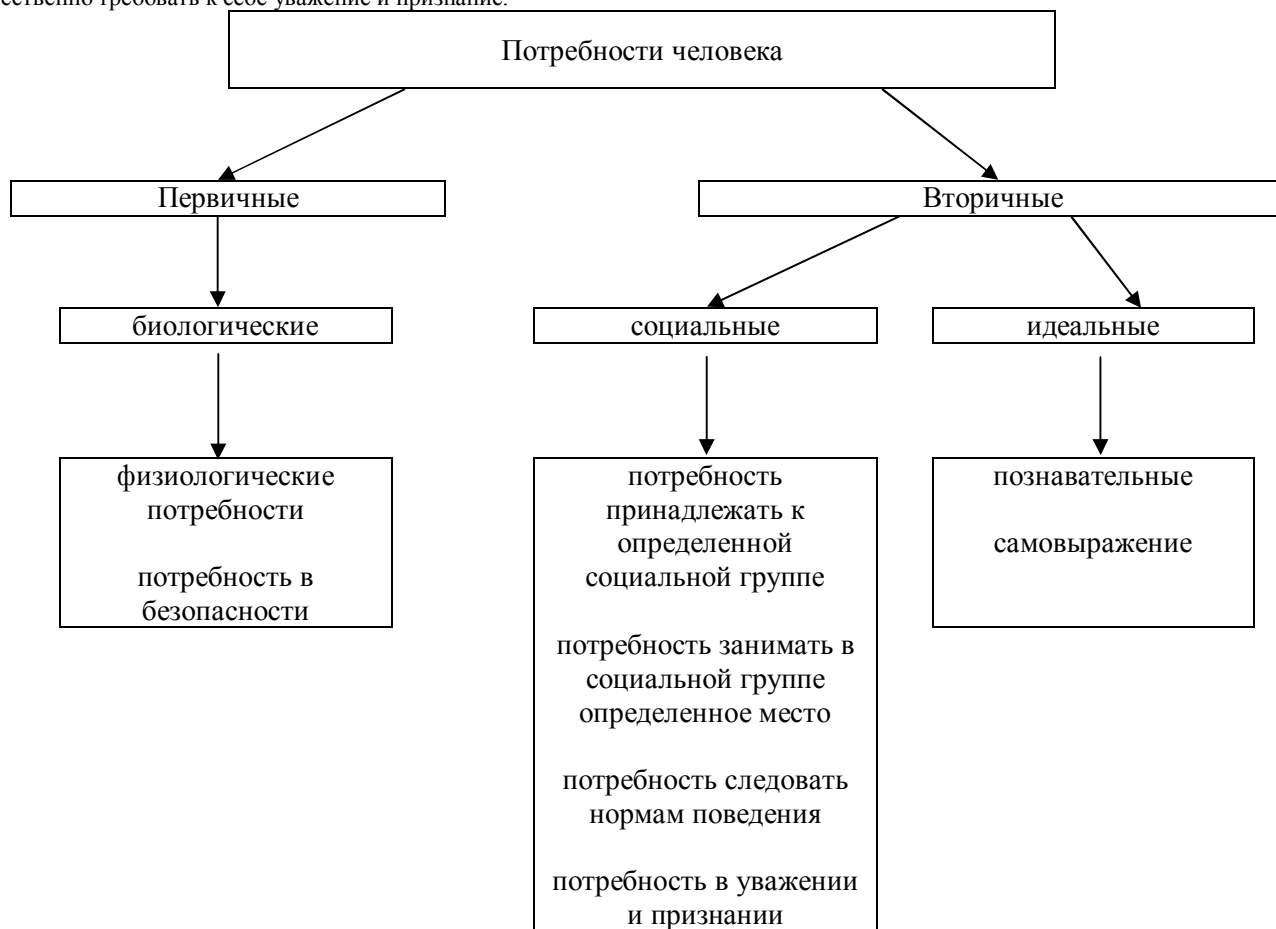 требовать к себе уважение и признание.
Потребности человека
Первичные
Вторичные
биологические
социальные
идеальные
физиологические
потребности
потребность в
безопасности
потребность
принадлежать к
определенной
социальной группе
потребность занимать в
социальной группе
определенное место
потребность следовать
нормам поведения
потребность в уважении
и признании
познавательные
самовыражение